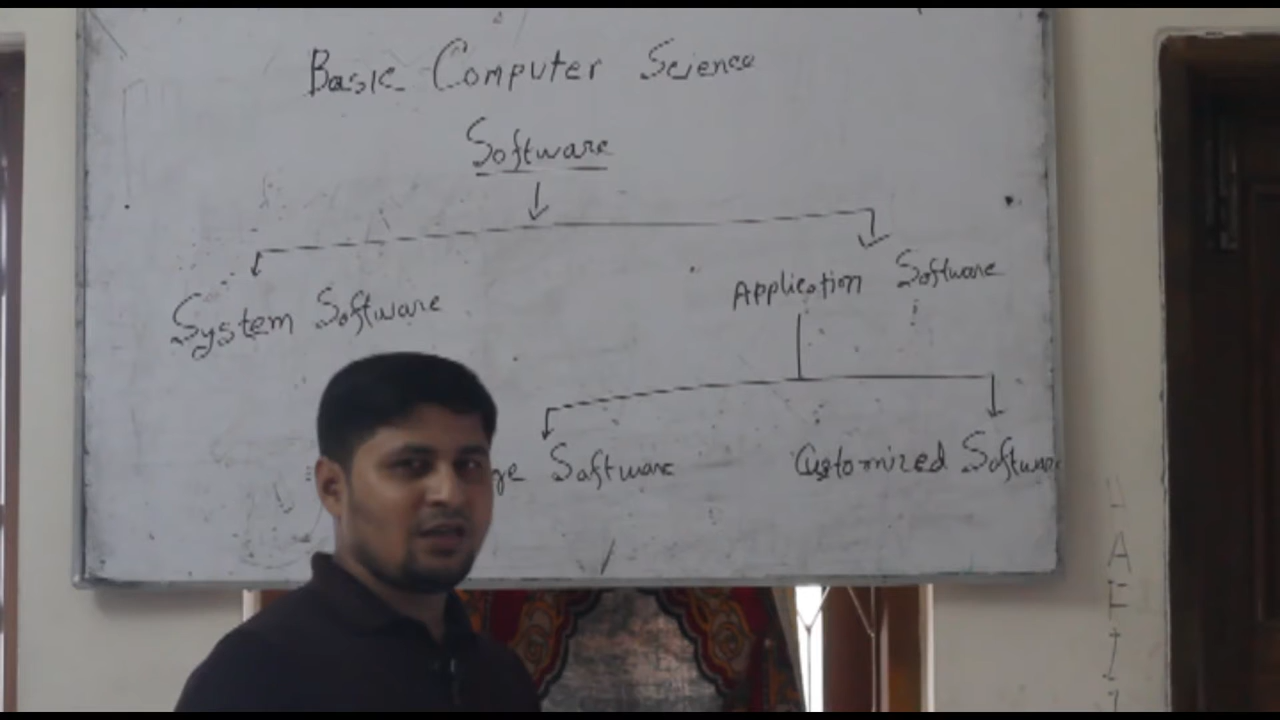 Basic Computer Science
Software
System Software
Application Software
Software
Customized Software